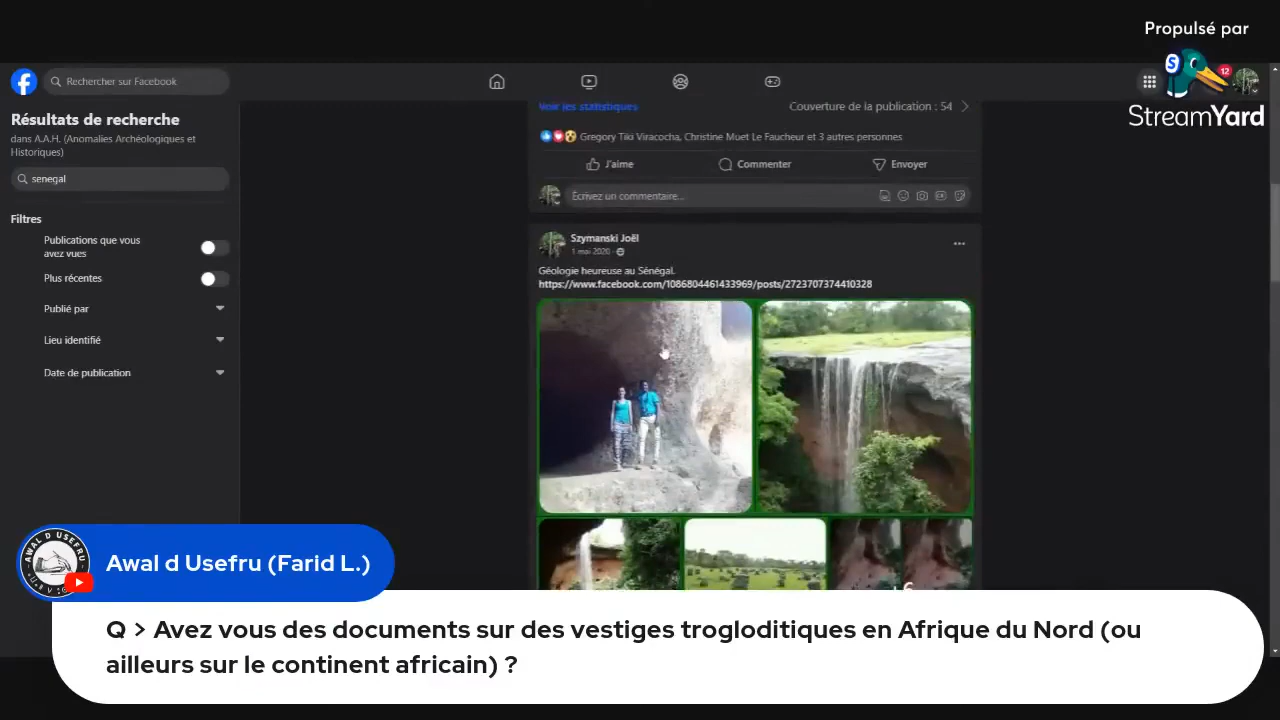 Propulsé par
StreamYard
Rechercher sur Facebook
12
Résultats de recherche
dans A.A.H. (Anomalies Archéologiques et
Historiques)
senegal
Filtres
Publications que vous
avez vues
Plus récentes
Publié par
Lieu identifié
Date de publication
Voir les statistiques
Couverture de la publication : 54
Gregory Tiki Viracocha, Christine Muet Le Faucheur et 3 autres personnes
J'aime
Commenter
Envoyer
Écrivez un commentaire...
Szymanski Joël
1 mai 2020
Géologie heureuse au Sénégal.
https://www.facebook.com/1086804461433969/posts/2723707374410328
AWAL D USEFRU
Awal d Usefru (Farid L.)
Q > Avez vous des documents sur des vestiges trogloditiques en Afrique du Nord (ou
ailleurs sur le continent africain) ?